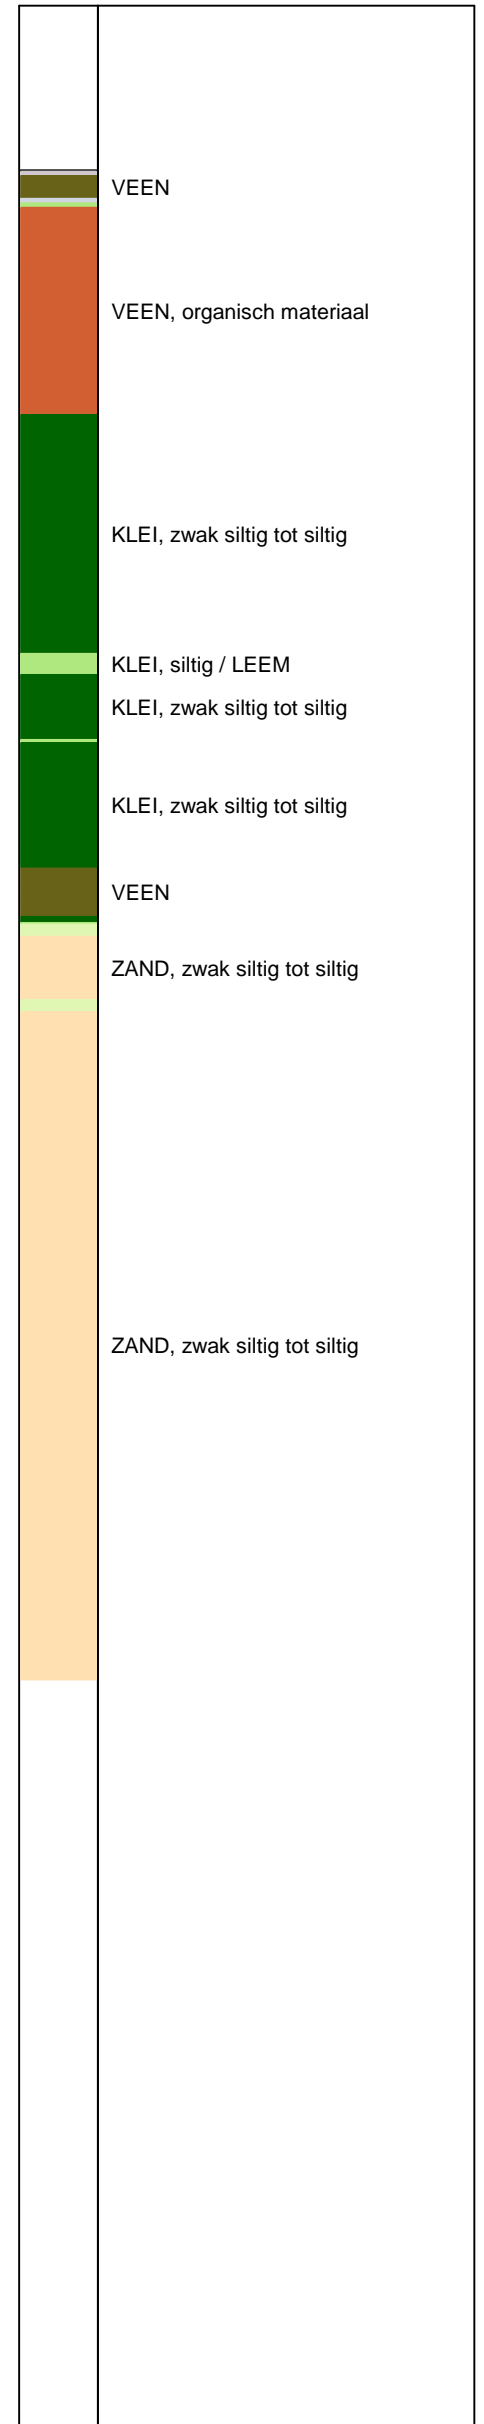 VEEN
VEEN, organisch materiaal
KLEI, zwak siltig tot siltig
KLEI, siltig / LEEM
KLEI, zwak siltig tot siltig
KLEI, zwak siltig tot siltig
VEEN
ZAND, zwak siltig tot siltig
ZAND, zwak siltig tot siltig